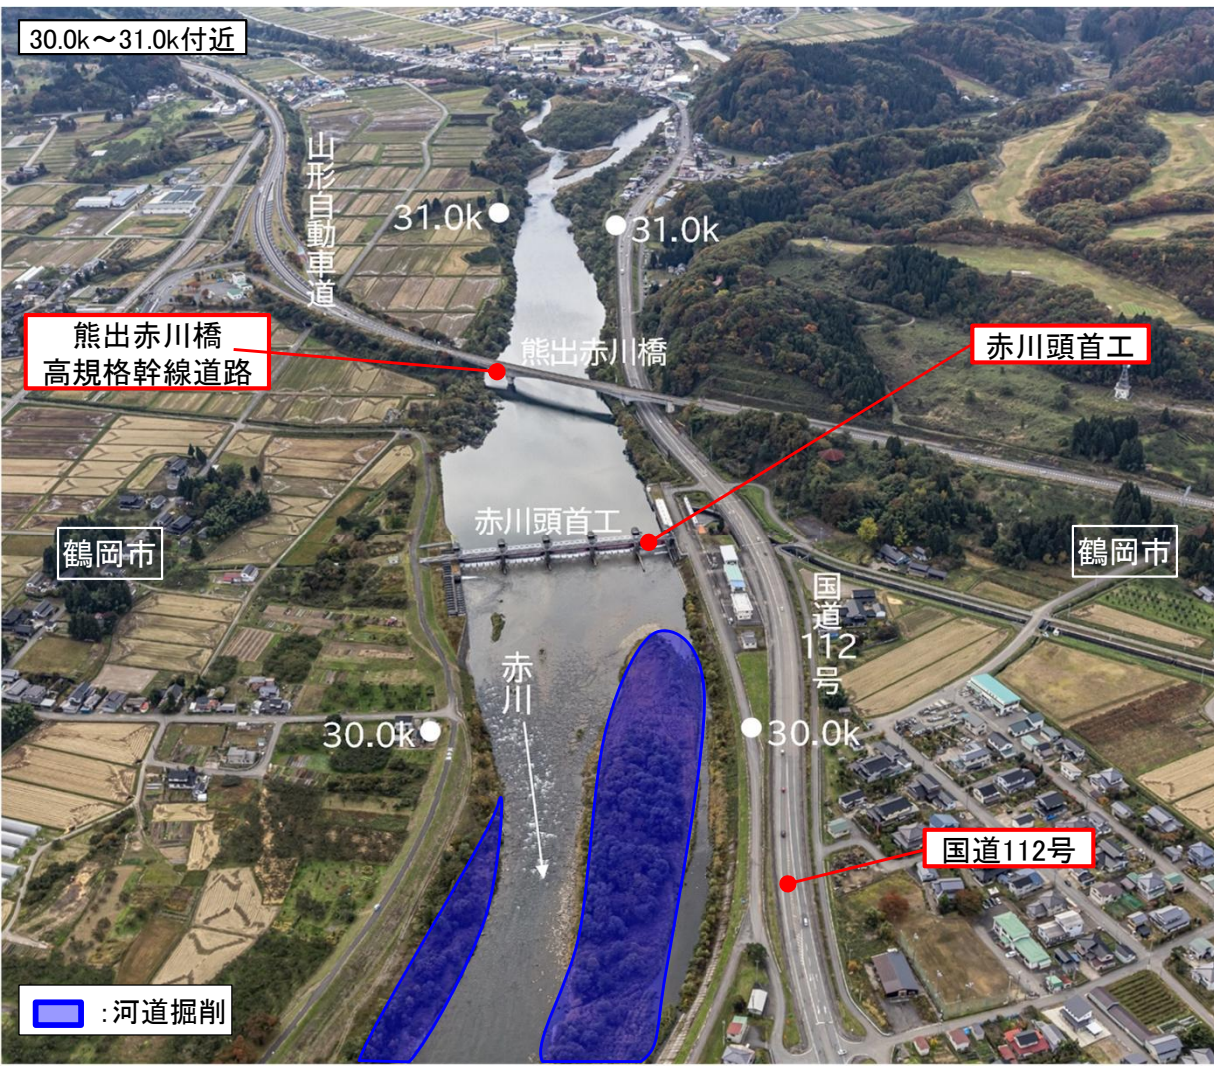 30.0k～31.0k付近
山形自動車道
31.0k
31.0k
熊出赤川橋
高規格幹線道路
熊出赤川橋
赤川頭首工
赤川頭首工
鶴岡市
鶴岡市
国道
112
号
赤川
30.0k
30.0k
国道112号
：河道掘削